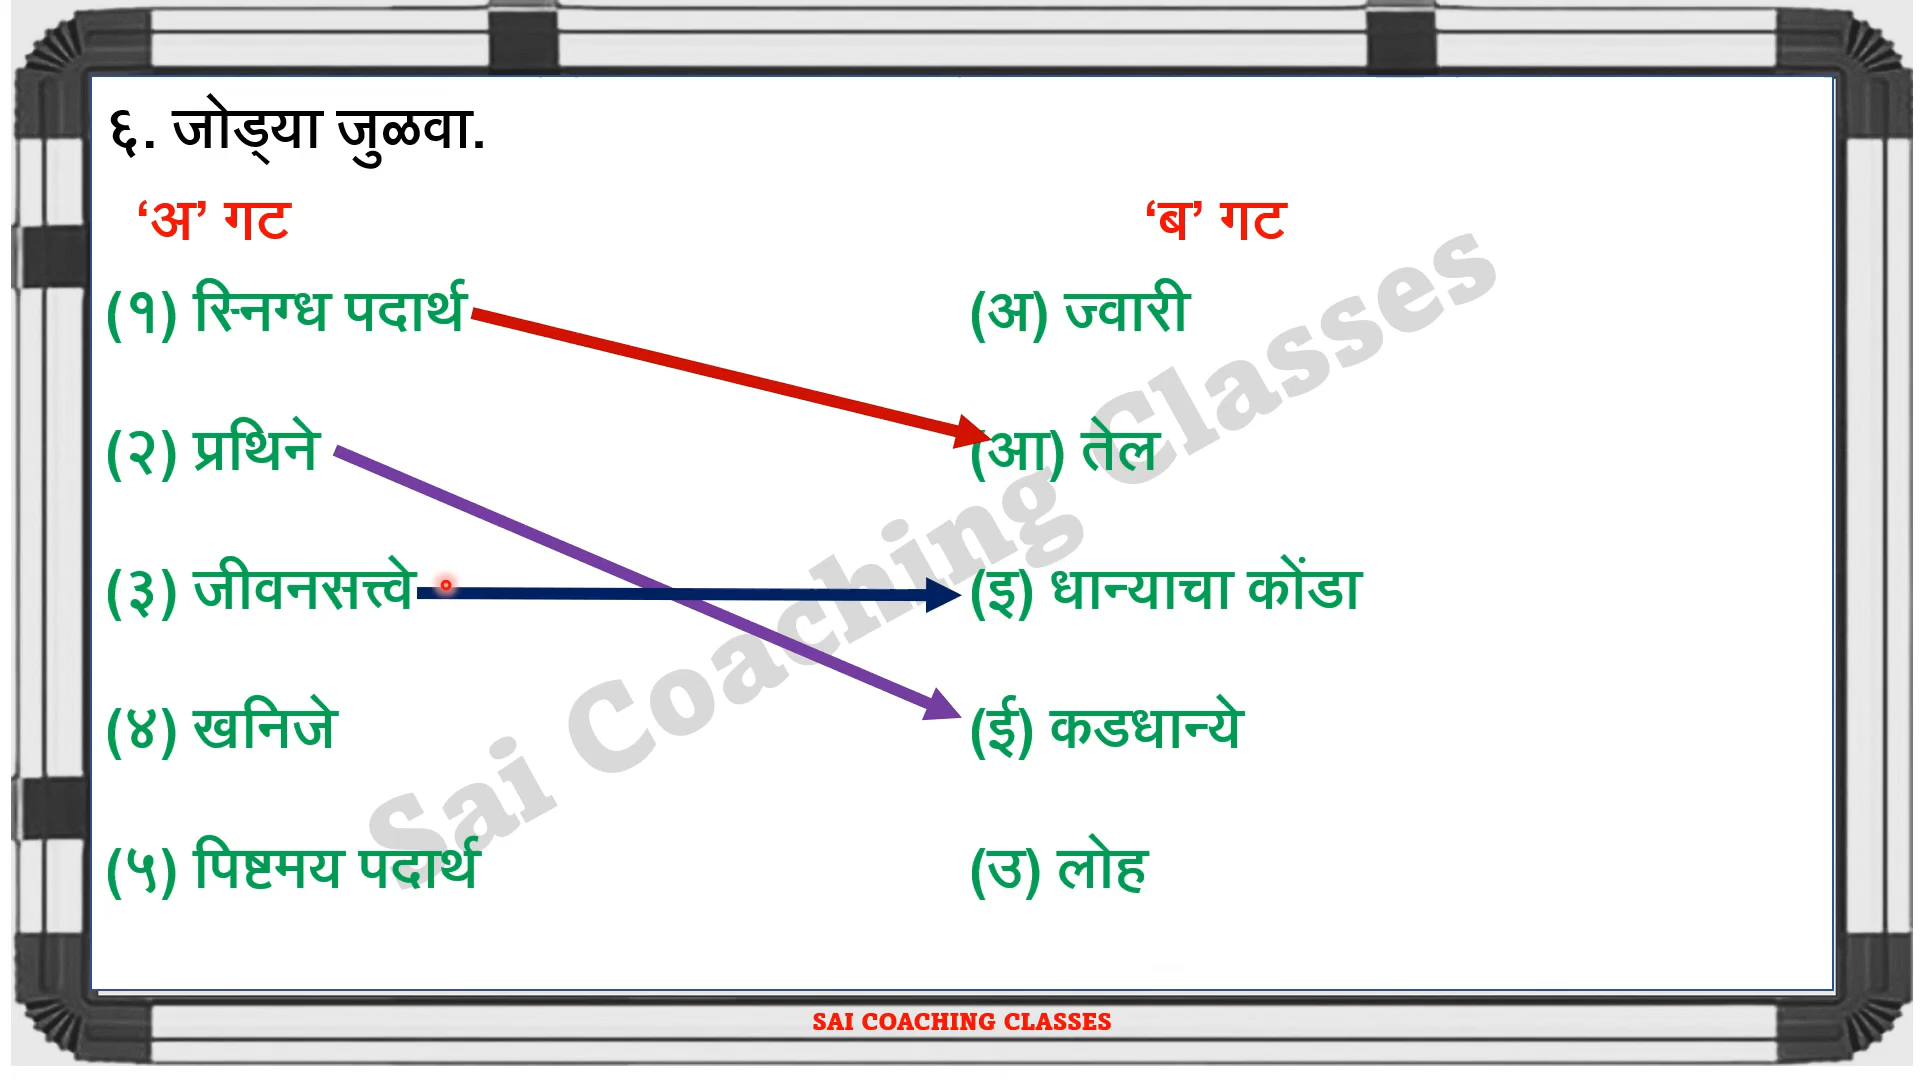 ६. जोड्या जुळवा.
‘अ’ गट ‘ब’ गट
(१) स्निग्ध पदार्थ (अ) ज्वारी
(२) प्रथिने (आ) तेल
(३) जीवनसत्त्वे (इ) धान्याचा कोंडा
(४) खनिजे (ई) कडधान्ये
(५) पिष्टमय पदार्थ (उ) लोह
Sai Coaching Classes
SAI COACHING CLASSES